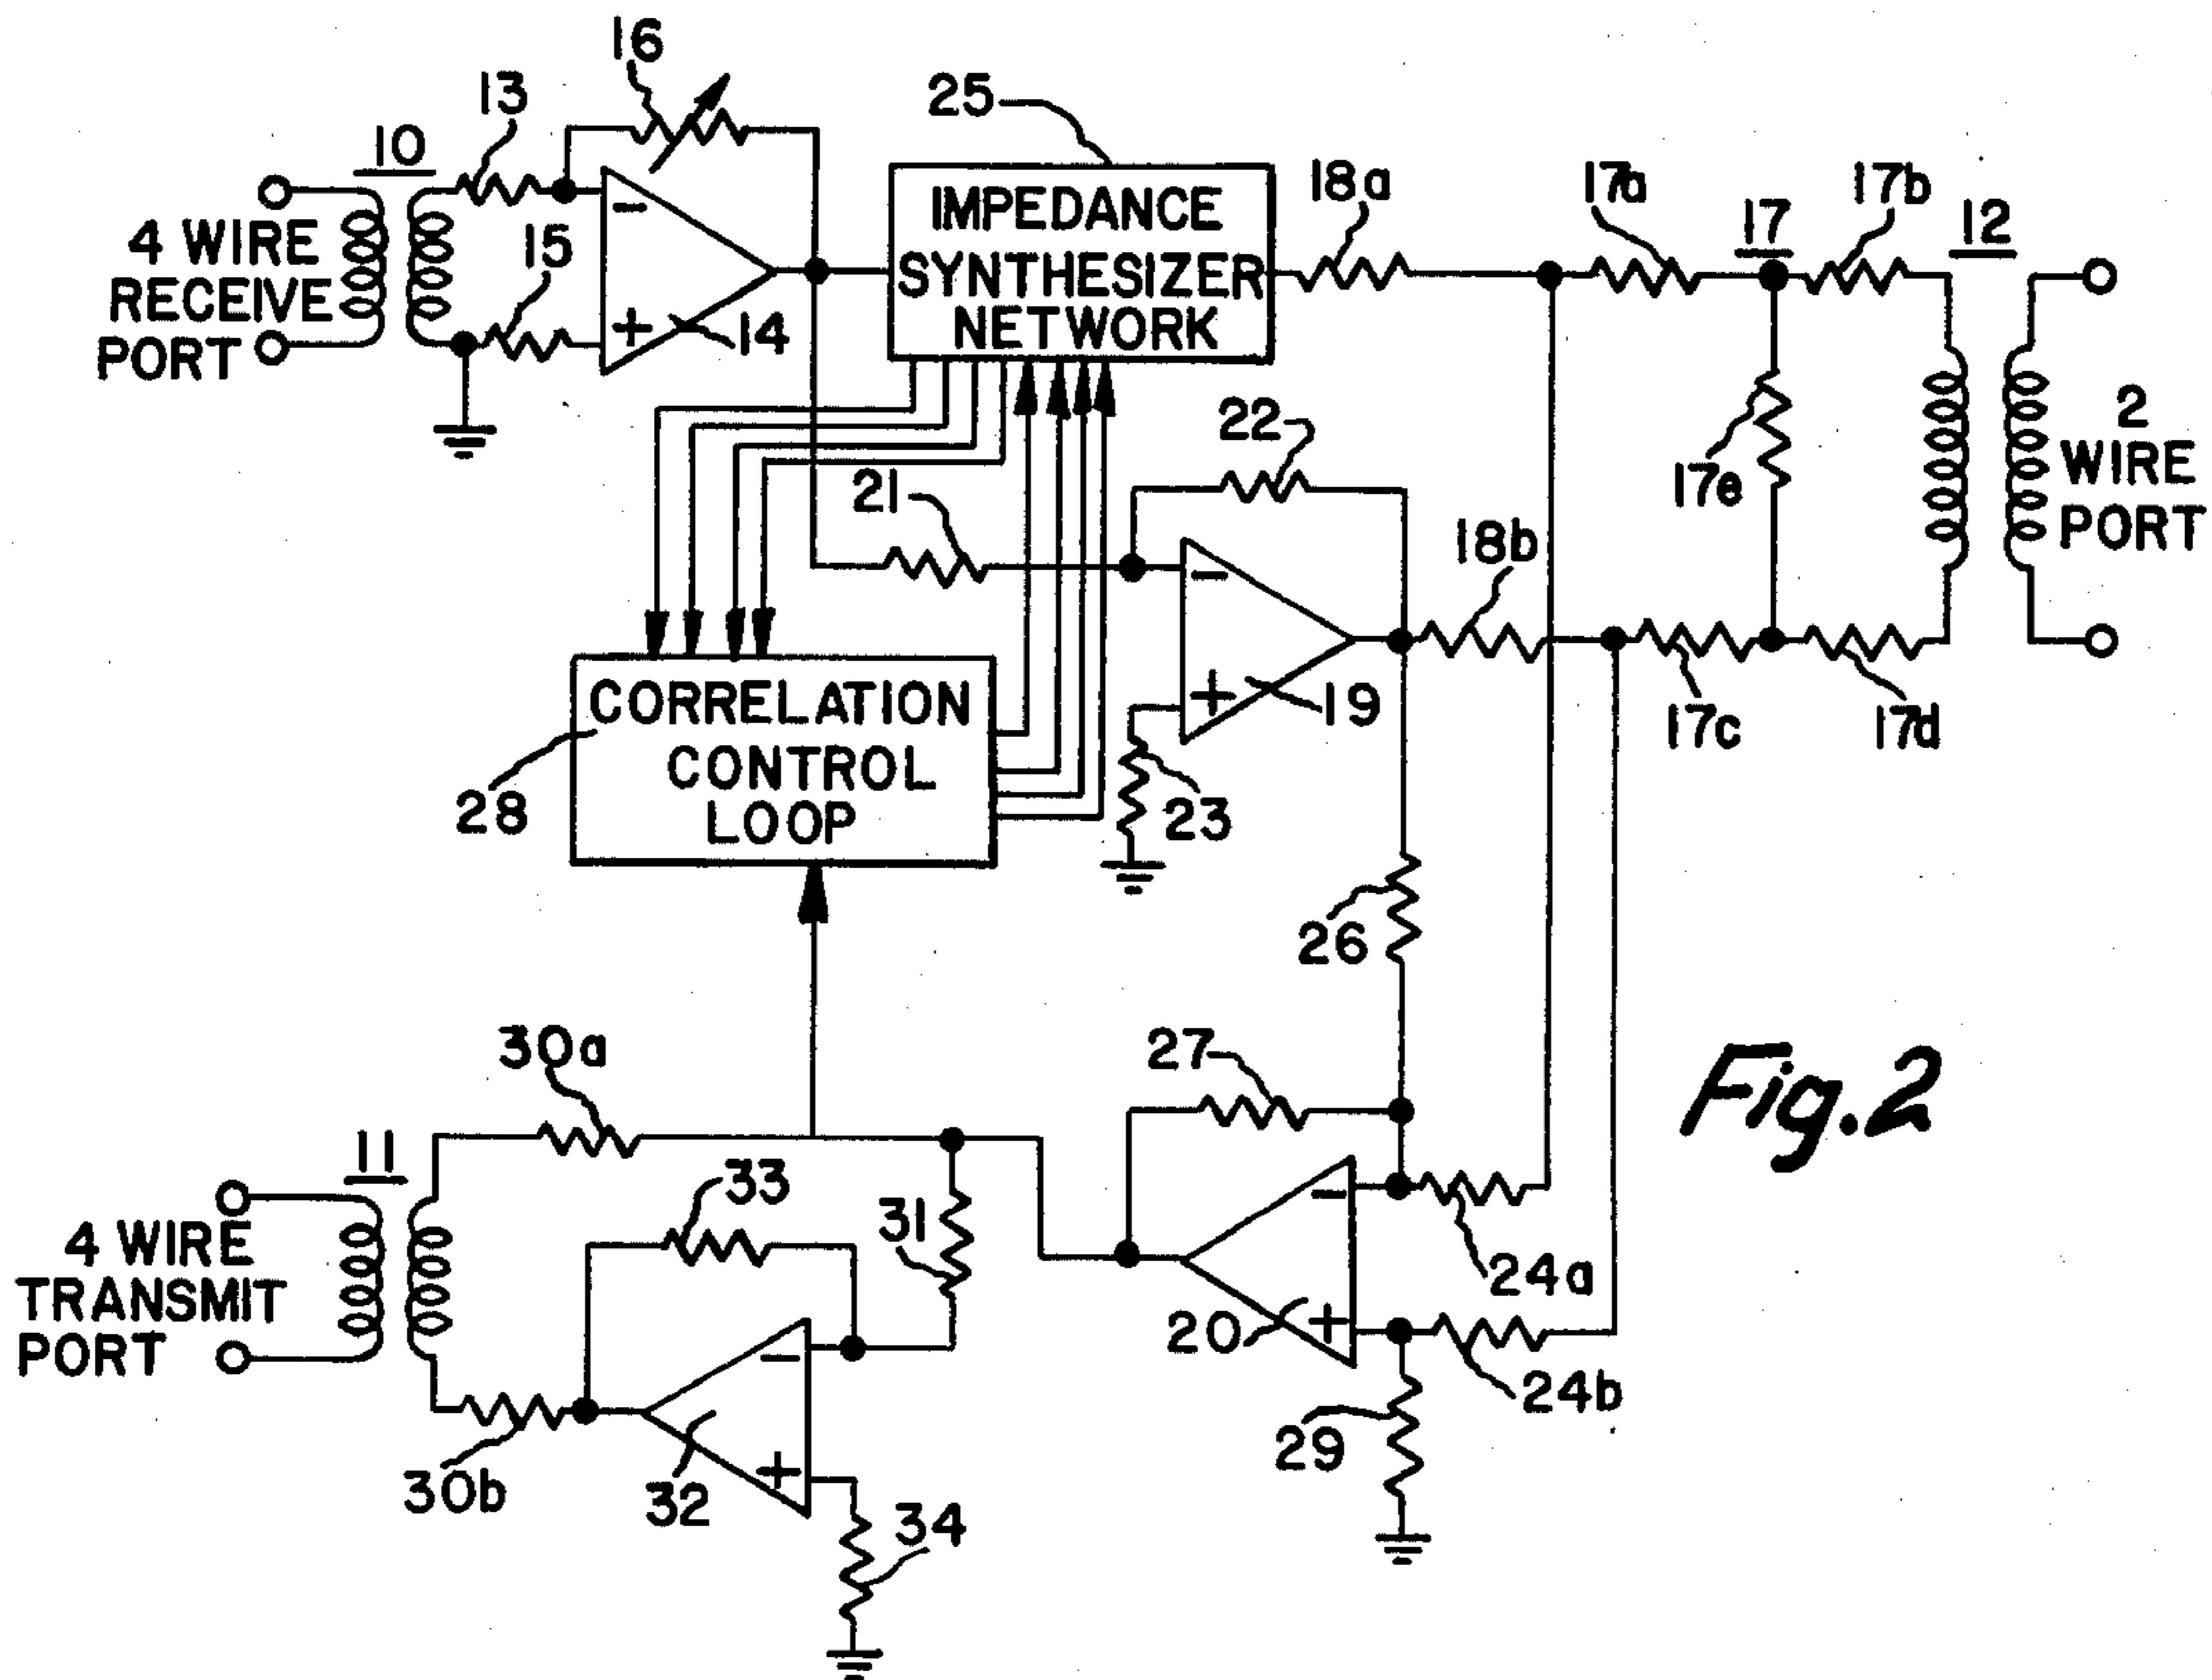 16
13
25
10
4 WIRE
RECEIVE
PORT
15
14
IMPEDANCE
SYNTHESIZER
NETWORK
18a
17a
17
17b
12
2
WIRE
PORT
22
21
17e
18b
19
17c
17d
CORRELATION
CONTROL
LOOP
28
23
26
30a
27
Fig.2
11
4 WIRE
TRANSMIT
PORT
33
31
20
24a
24b
30b
32
29
34
- + - + - + - +